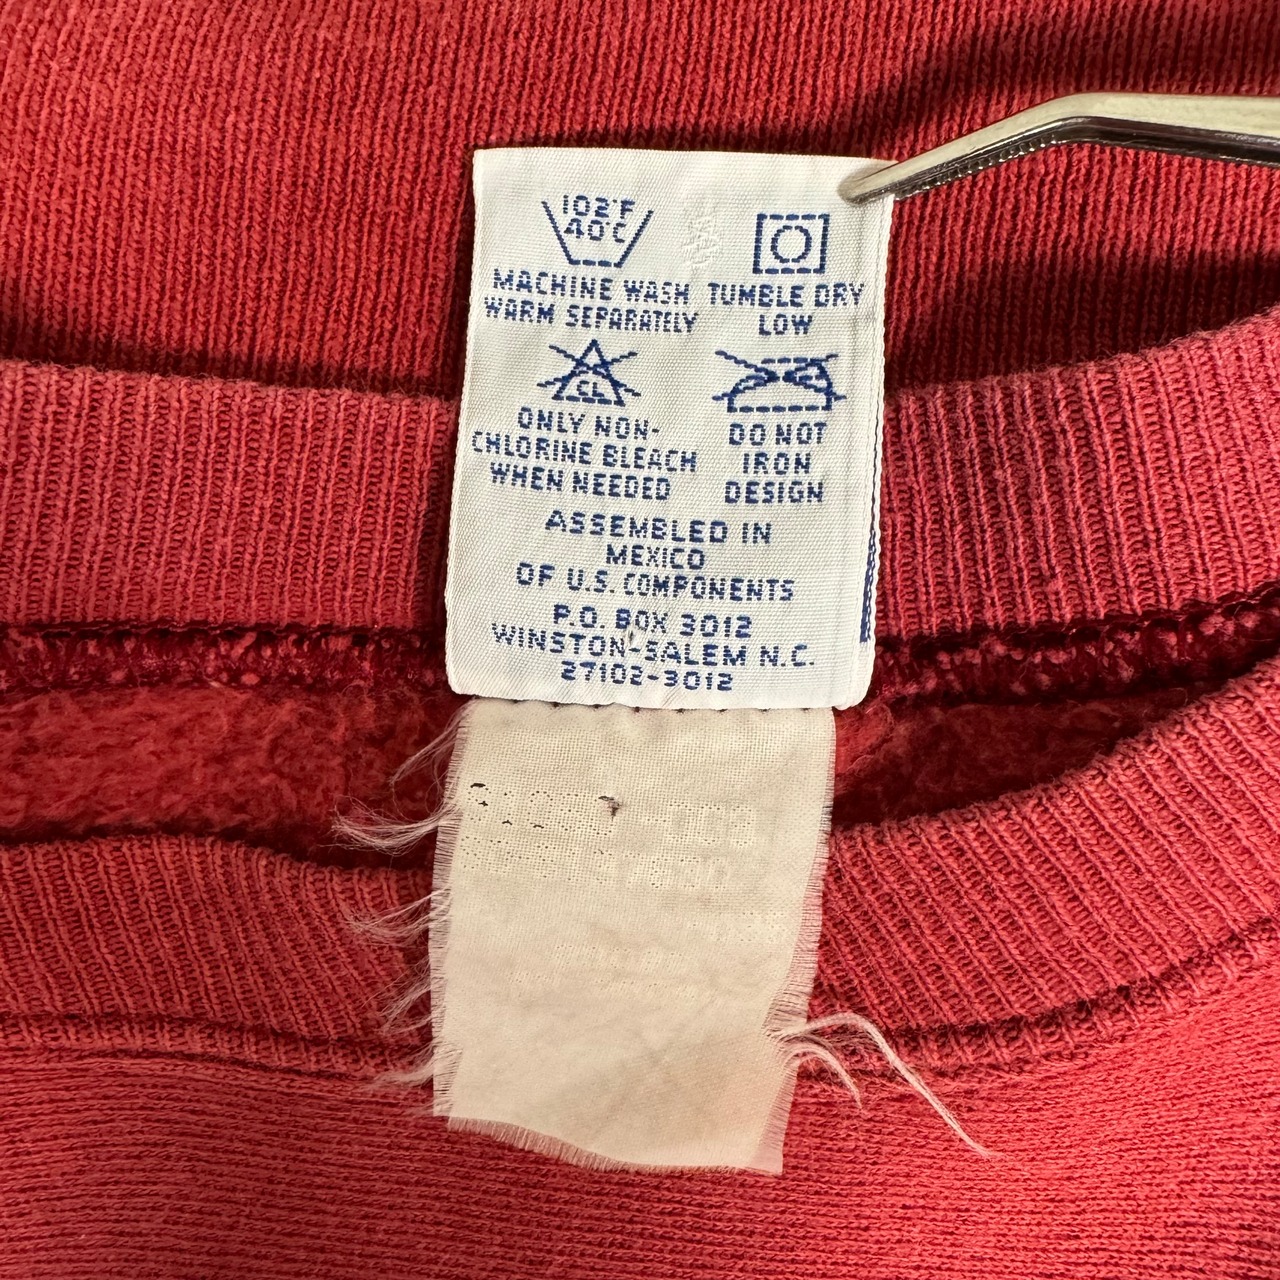 102°F
40°C
MACHINE WASH
WARM SEPARATELY
TUMBLE DRY
LOW
CL
ONLY NON-
CHLORINE BLEACH
WHEN NEEDED
DO NOT
IRON
DESIGN
ASSEMBLED IN
MEXICO
OF U.S. COMPONENTS
P.O. BOX 3012
WINSTON-SALEM N.C.
27102-3012